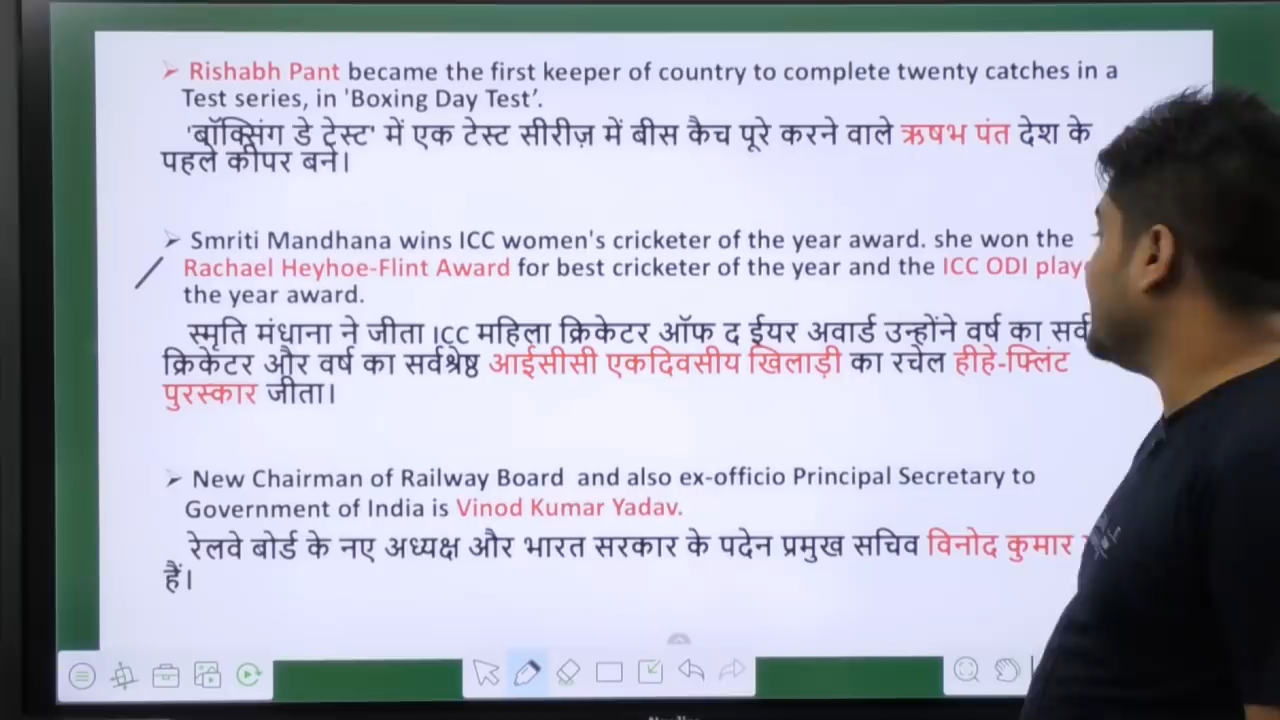 ➢ Rishabh Pant became the first keeper of country to complete twenty catches in a
Test series, in 'Boxing Day Test’.
'बॉक्सिंग डे टेस्ट' में एक टेस्ट सीरीज़ में बीस कैच पूरे करने वाले ऋषभ पंत देश के
पहले कीपर बने।
➢ Smriti Mandhana wins ICC women's cricketer of the year award. she won the
Rachael Heyhoe-Flint Award for best cricketer of the year and the ICC ODI
the year award.
स्मृति मंधाना ने जीता ICC महिला क्रिकेटर ऑफ द ईयर अवार्ड उन्होंने वर्ष का
क्रिकेटर और वर्ष का सर्वश्रेष्ठ आईसीसी एकदिवसीय खिलाड़ी का रचेल हीहे-फ्लिंट
पुरस्कार जीता।
➢ New Chairman of Railway Board and also ex-officio Principal Secretary to
Government of India is Vinod Kumar Yadav.
रेलवे बोर्ड के नए अध्यक्ष और भारत सरकार के पदेन प्रमुख सचिव विनोद कुमार
हैं।